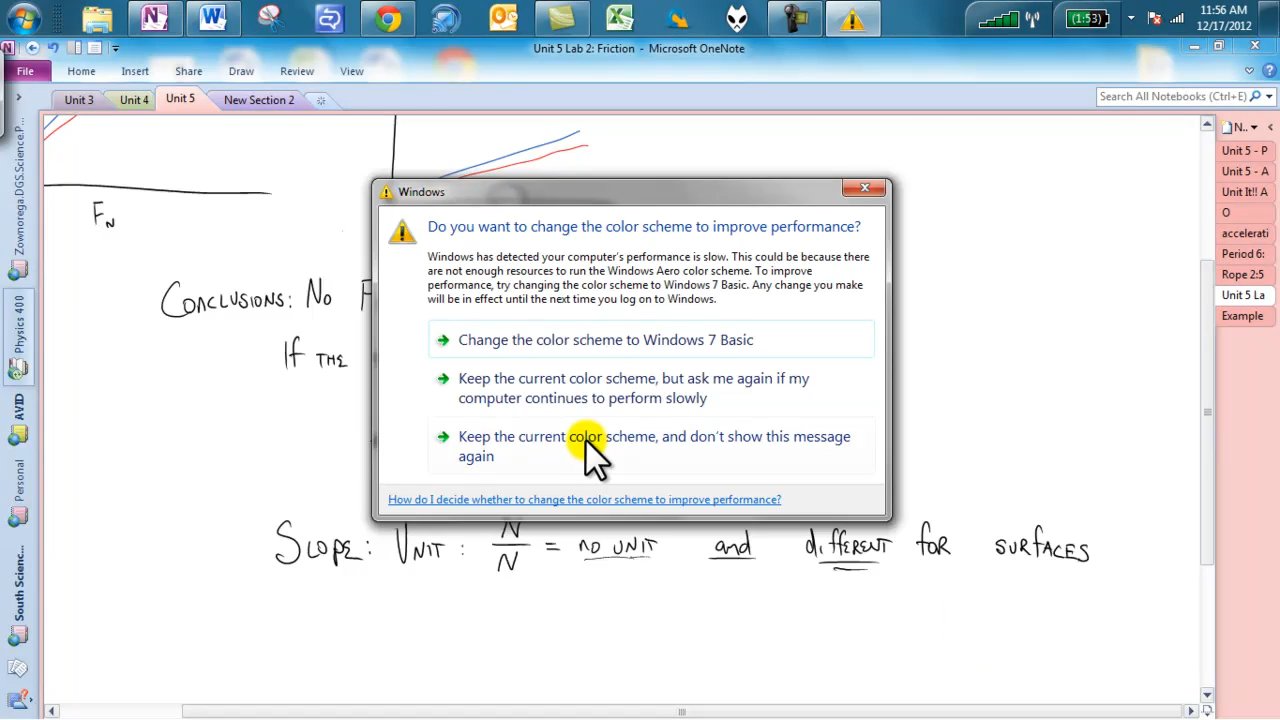 11:56 AM
(1:53)
12/17/2012
Unit 5 Lab 2: Friction - Microsoft OneNote
File Home Insert Share Draw Review View
Unit 3 Unit 4 Unit 5 New Section 2
Search All Notebooks (Ctrl+E)
N..
Unit 5 - P
Unit 5 - A
Unit It!! A
O
accelerati
Period 6:
Rope 2:5
Unit 5 La
Example
Zownorega.DGS.Science.P...
Physics 400
AVID
Personal
South Scienc...
FN
Conclusions: No F
If the
Windows
Do you want to change the color scheme to improve performance?
Windows has detected your computer's performance is slow. This could be because there
are not enough resources to run the Windows Aero color scheme. To improve
performance, try changing the color scheme to Windows 7 Basic. Any change you make
will be in effect until the next time you log on to Windows.
Change the color scheme to Windows 7 Basic
Keep the current color scheme, but ask me again if my
computer continues to perform slowly
Keep the current color scheme, and don't show this message
again
How do I decide whether to change the color scheme to improve performance?
Slope: Unit: N/N = no unit and different for surfaces